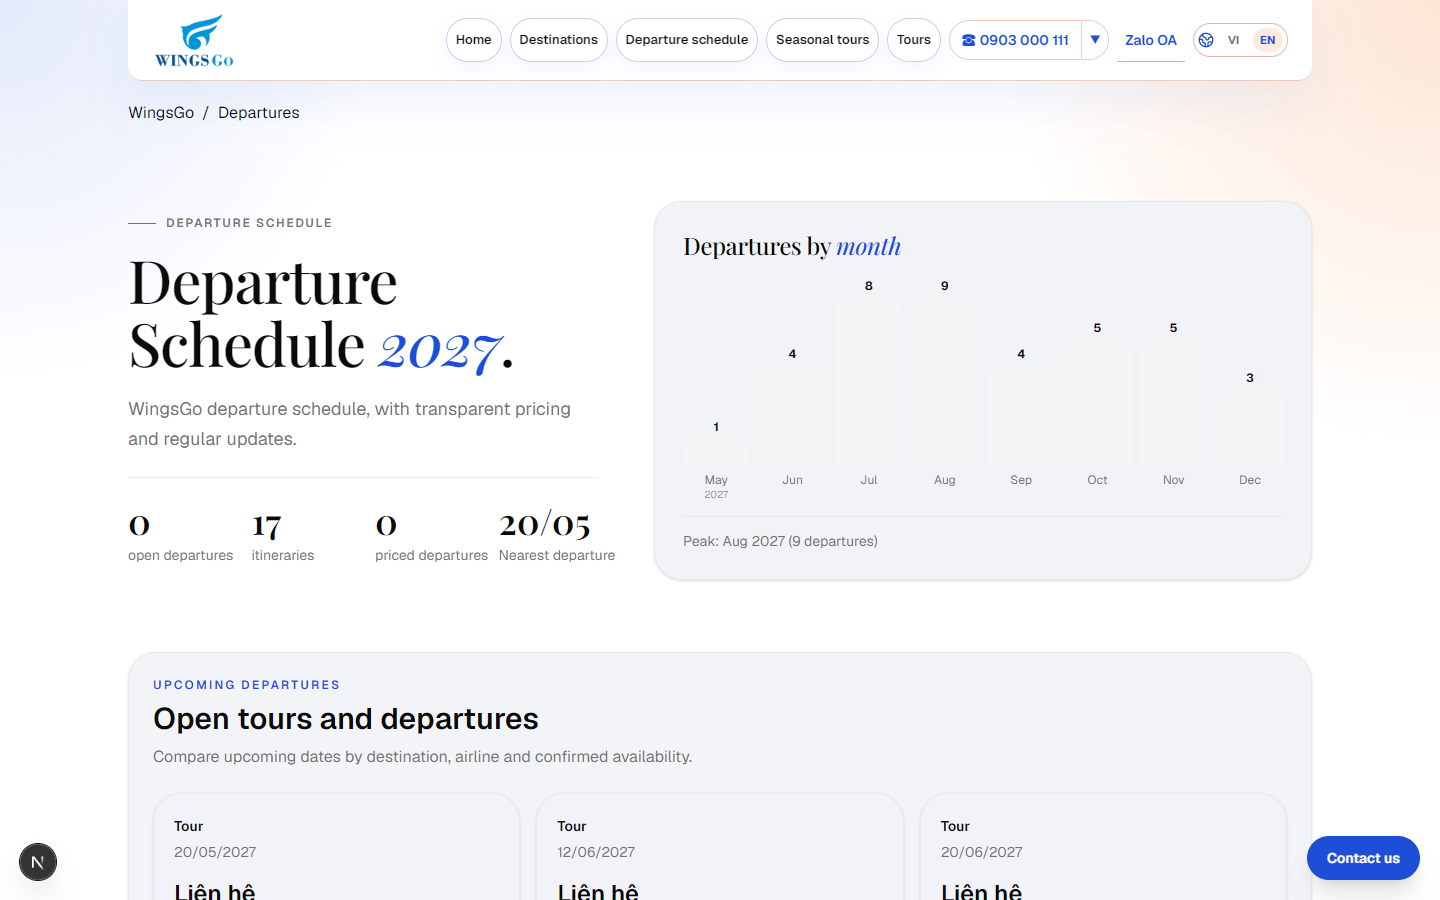 WINGS Go
Home
Destinations
Departure schedule
Seasonal tours
Tours
☎ 0903 000 111
▼
Zalo OA
VI
EN
WingsGo / Departures
DEPARTURE SCHEDULE
Departure
Schedule 2027.
WingsGo departure schedule, with transparent pricing
and regular updates.
0
open departures
17
itineraries
0
priced departures
20/05
Nearest departure
Departures by month
1
4
8
9
4
5
5
3
May
2027
Jun
Jul
Aug
Sep
Oct
Nov
Dec
Peak: Aug 2027 (9 departures)
UPCOMING DEPARTURES
Open tours and departures
Compare upcoming dates by destination, airline and confirmed availability.
Tour
20/05/2027
Liên hệ
Tour
12/06/2027
Liên hệ
Tour
20/06/2027
Liên hệ
N
Contact us